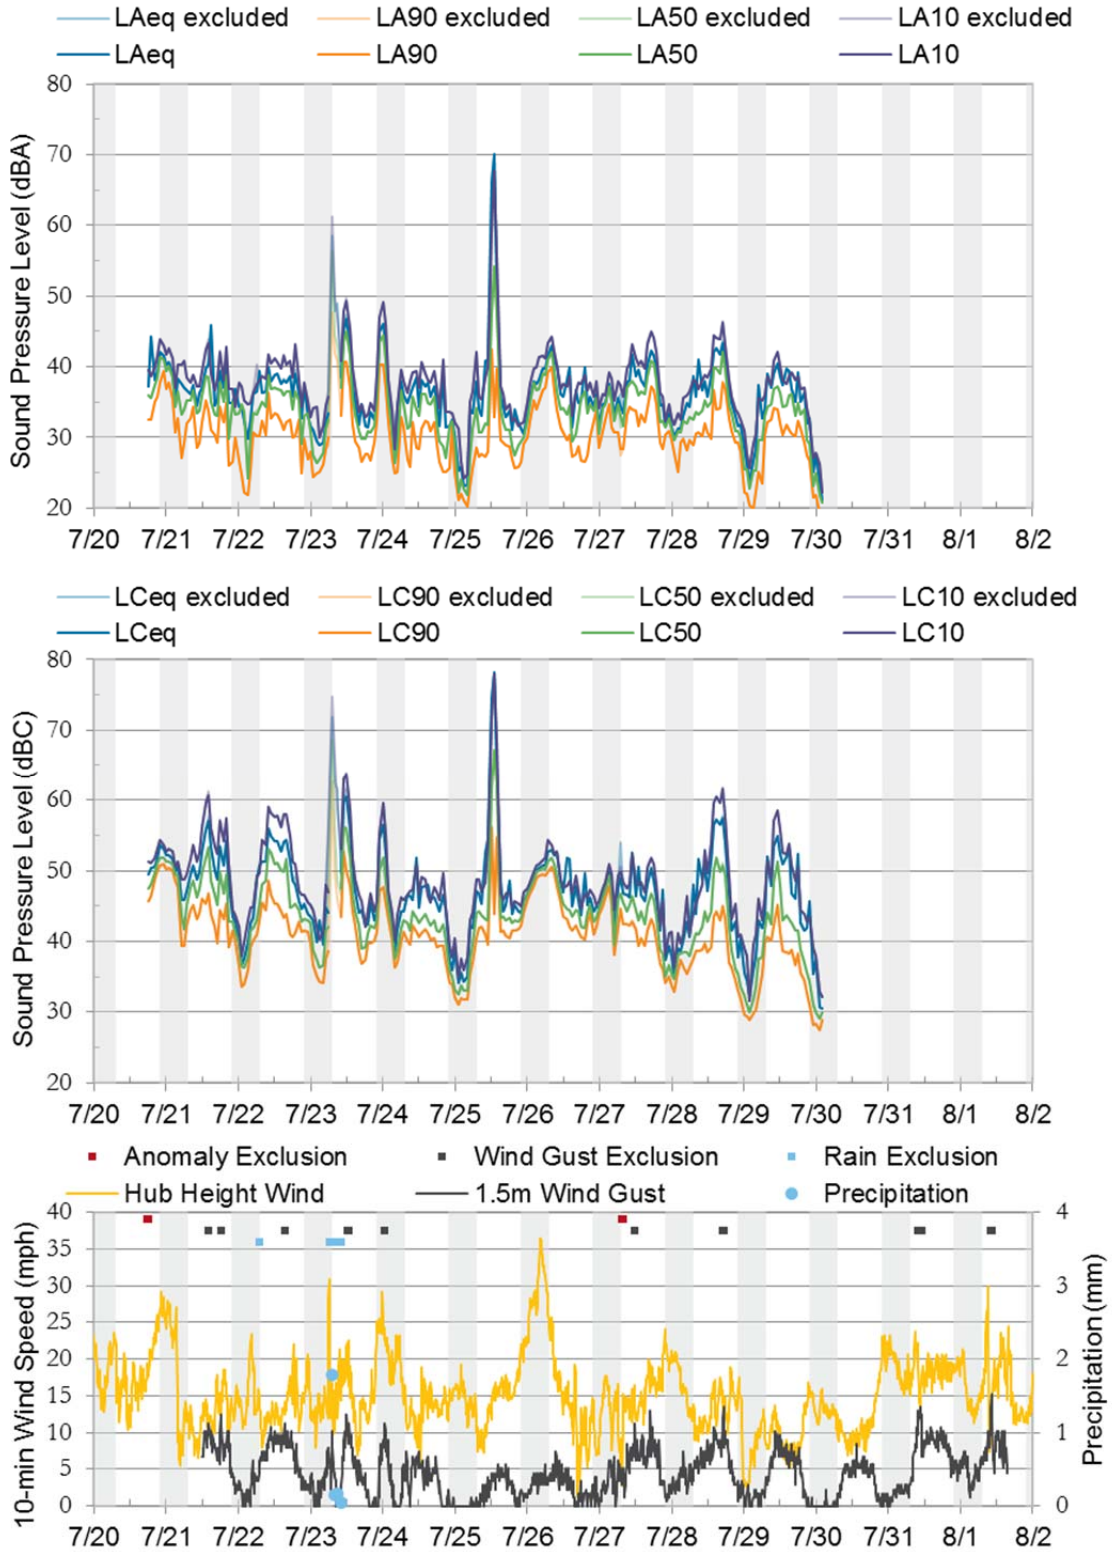 LAeq excluded LA90 excluded LA50 excluded LA10 excluded
LAeq LA90 LA50 LA10
Sound Pressure Level (dBA)
80
70
60
50
40
30
20
7/20 7/21 7/22 7/23 7/24 7/25 7/26 7/27 7/28 7/29 7/30 7/31 8/1 8/2
LCeq excluded LC90 excluded LC50 excluded LC10 excluded
LCeq LC90 LC50 LC10
Sound Pressure Level (dBC)
80
70
60
50
40
30
20
7/20 7/21 7/22 7/23 7/24 7/25 7/26 7/27 7/28 7/29 7/30 7/31 8/1 8/2
Anomaly Exclusion Wind Gust Exclusion Rain Exclusion
Hub Height Wind 1.5m Wind Gust Precipitation
10-min Wind Speed (mph)
40 4
35
30 3
25
20 2
15
10 1
5
0 0
Precipitation (mm)
7/20 7/21 7/22 7/23 7/24 7/25 7/26 7/27 7/28 7/29 7/30 7/31 8/1 8/2